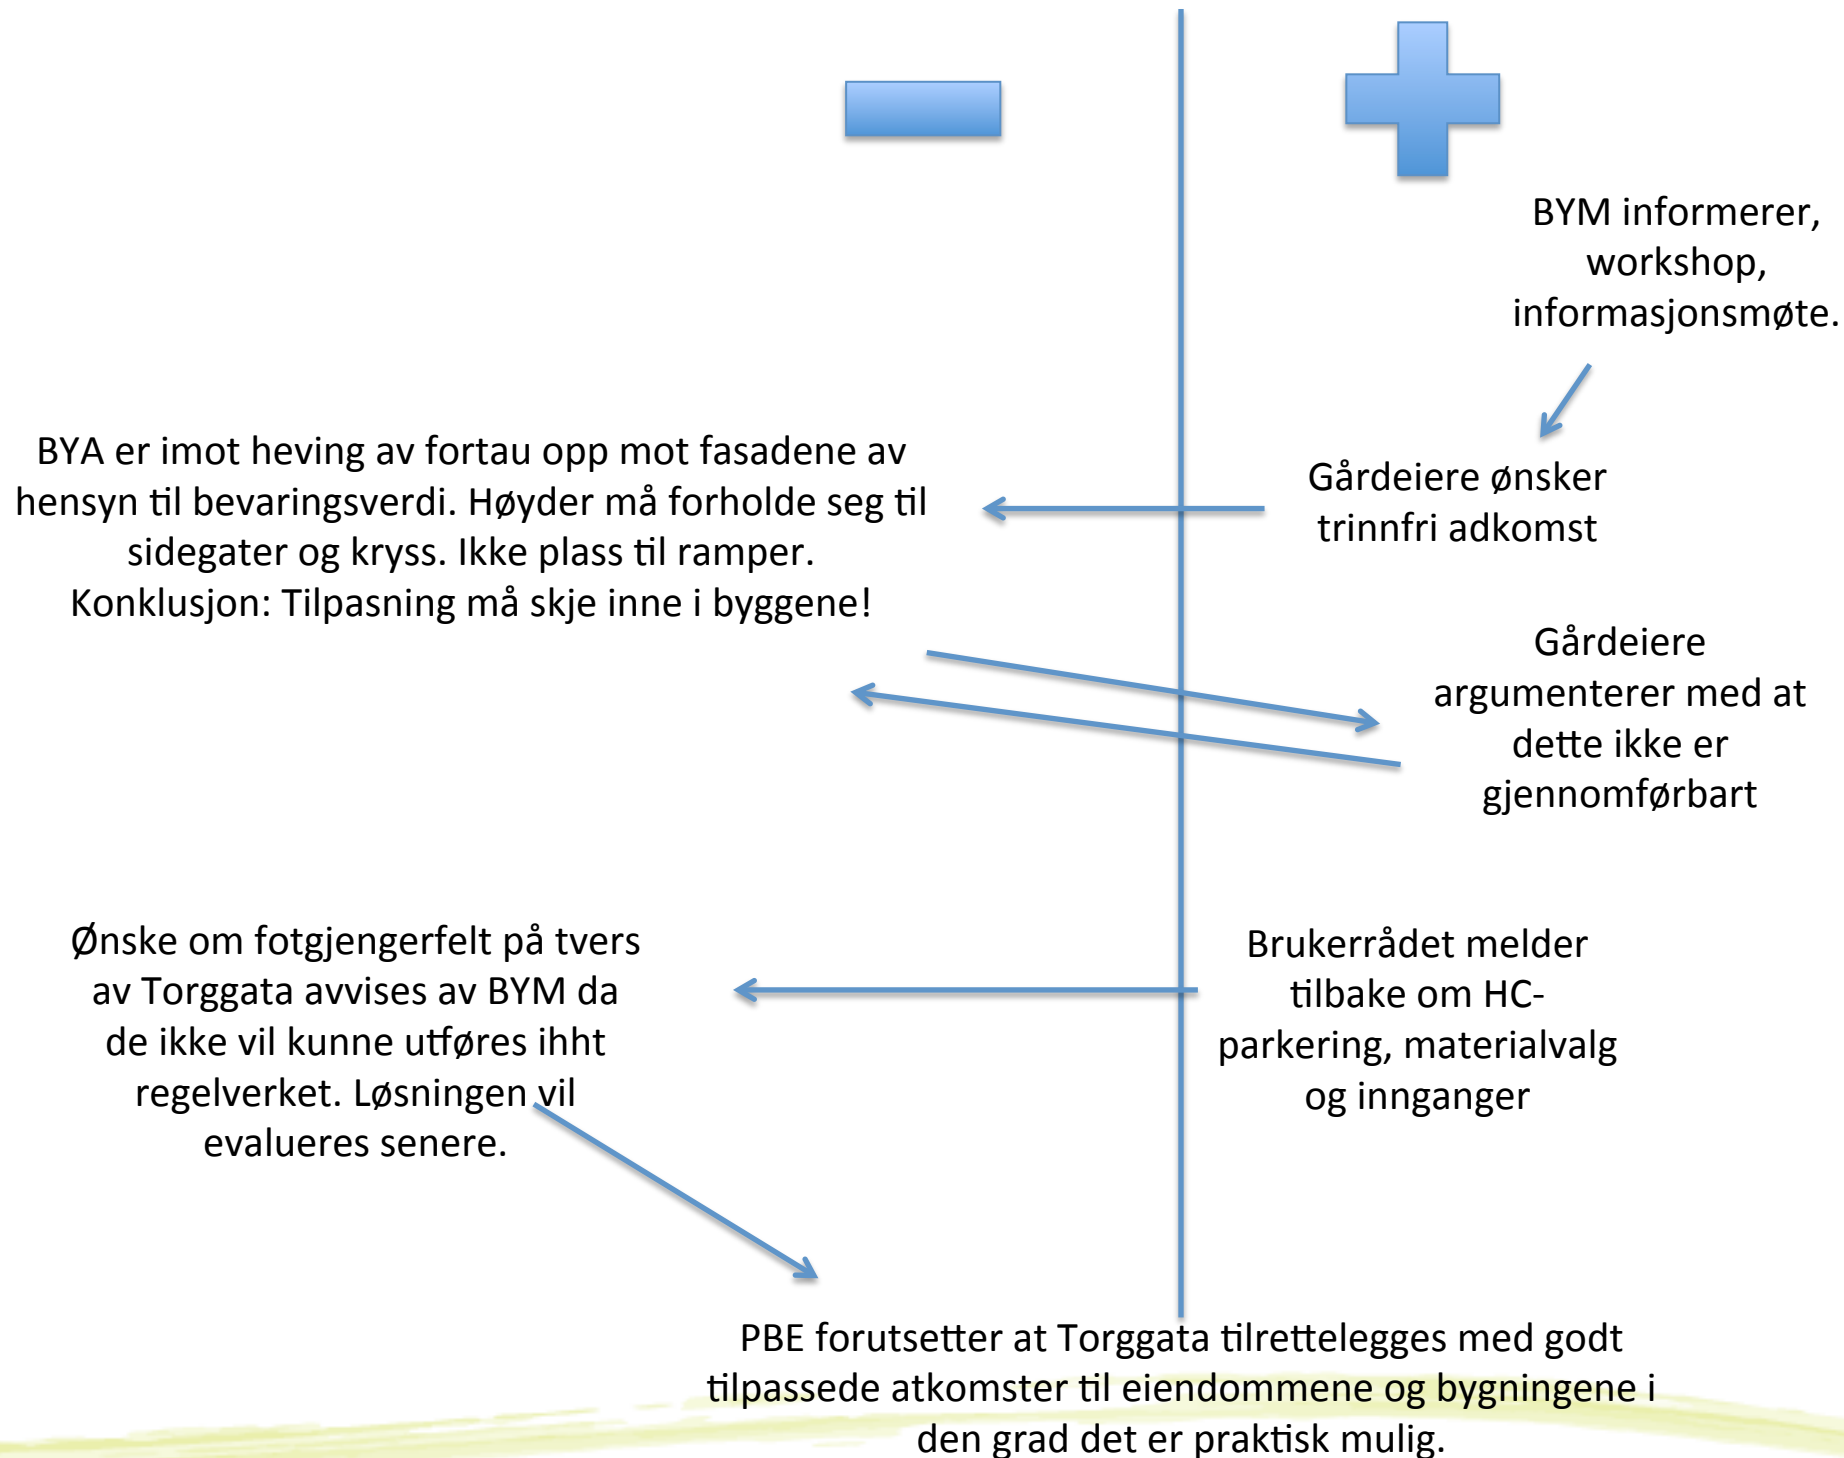 BYM informerer,
workshop,
informasjonsmøte.
Gårdeiere ønsker
trinnfri adkomst
BYA er imot heving av fortau opp mot fasadene av
hensyn til bevaringsverdi. Høyder må forholde seg til
sidegater og kryss. Ikke plass til ramper.
Konklusjon: Tilpasning må skje inne i byggene!
Gårdeiere
argumenterer med at
dette ikke er
gjennomførbart
Brukerrådet melder
tilbake om HC-
parkering, materialvalg
og innganger
Ønske om fotgjengerfelt på tvers
av Torggata avvises av BYM da
de ikke vil kunne utføres ihht
regelverket. Løsningen vil
evalueres senere.
PBE forutsetter at Torggata tilrettelegges med godt
tilpassede atkomster til eiendommene og bygningene i
den grad det er praktisk mulig.